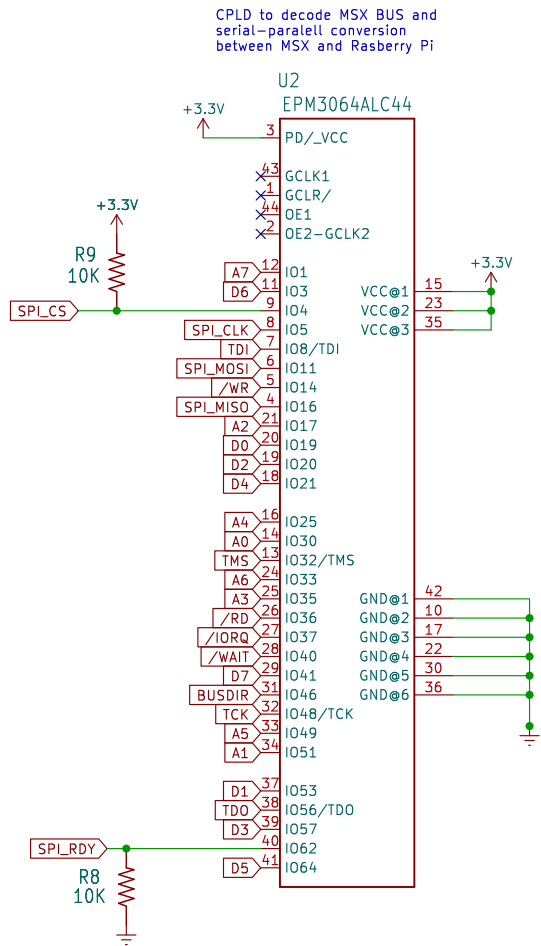 CPLD to decode MSX BUS and
serial-paralell conversion
between MSX and Rasberry Pi
U2
EPM3064ALC44
+3.3V
3 PD/_VCC
43 GCLK1
1 GCLR/
44 OE1
2 OE2-GCLK2
+3.3V
R9
10K
A7 12 IO1
D6 11 IO3
SPI_CS 9 IO4
SPI_CLK 8 IO5
TDI 7 IO8/TDI
SPI_MOSI 6 IO11
/WR 5 IO14
SPI_MISO 4 IO16
A2 21 IO17
D0 20 IO19
D2 19 IO20
D4 18 IO21
+3.3V
VCC@1 15
VCC@2 23
VCC@3 35
A4 16 IO25
A0 14 IO30
TMS 13 IO32/TMS
A6 24 IO33
A3 25 IO35
/RD 26 IO36
/IORQ 27 IO37
/WAIT 28 IO40
D7 29 IO41
BUSDIR 31 IO46
TCK 32 IO48/TCK
A5 33 IO49
A1 34 IO51
GND@1 42
GND@2 10
GND@3 17
GND@4 22
GND@5 30
GND@6 36
D1 37 IO53
TDO 38 IO56/TDO
D3 39 IO57
SPI_RDY 40 IO62
D5 41 IO64
R8
10K